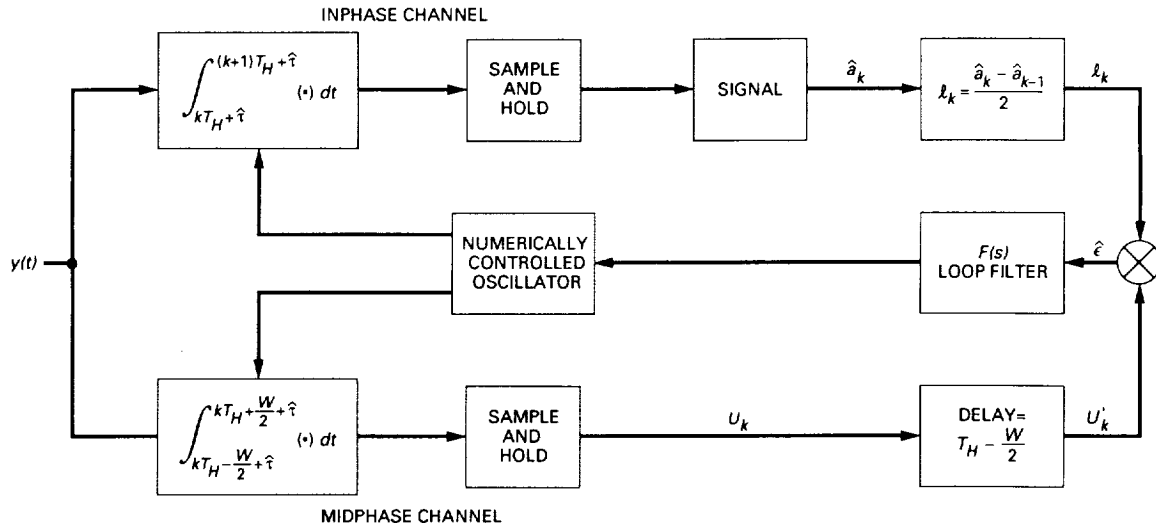 INPHASE CHANNEL
∫ (k+1)T_H + τ̂
kT_H + τ̂
(•) dt
SAMPLE
AND
HOLD
SIGNAL
â_k
ℓ_k = (â_k − â_{k−1}) / 2
ℓ_k
y(t)
NUMERICALLY
CONTROLLED
OSCILLATOR
F(s)
LOOP FILTER
ε̂
∫ kT_H + W/2 + τ̂
kT_H − W/2 + τ̂
(•) dt
SAMPLE
AND
HOLD
U_k
DELAY=
T_H − W/2
U'_k
MIDPHASE CHANNEL